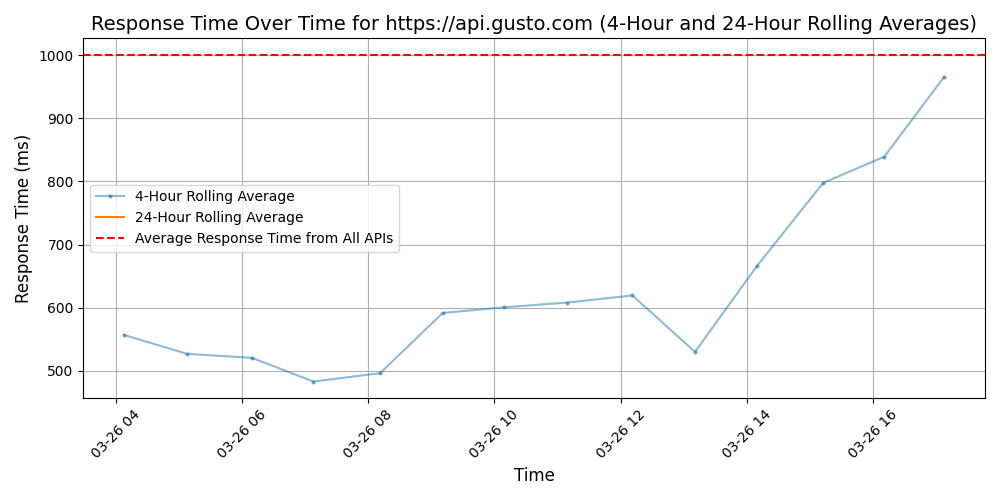 Response Time Over Time for https://api.gusto.com (4-Hour and 24-Hour Rolling Averages)
Response Time (ms)
1000
900
800
700
600
500
4-Hour Rolling Average
24-Hour Rolling Average
Average Response Time from All APIs
03-26 04
03-26 06
03-26 08
03-26 10
03-26 12
03-26 14
03-26 16
Time